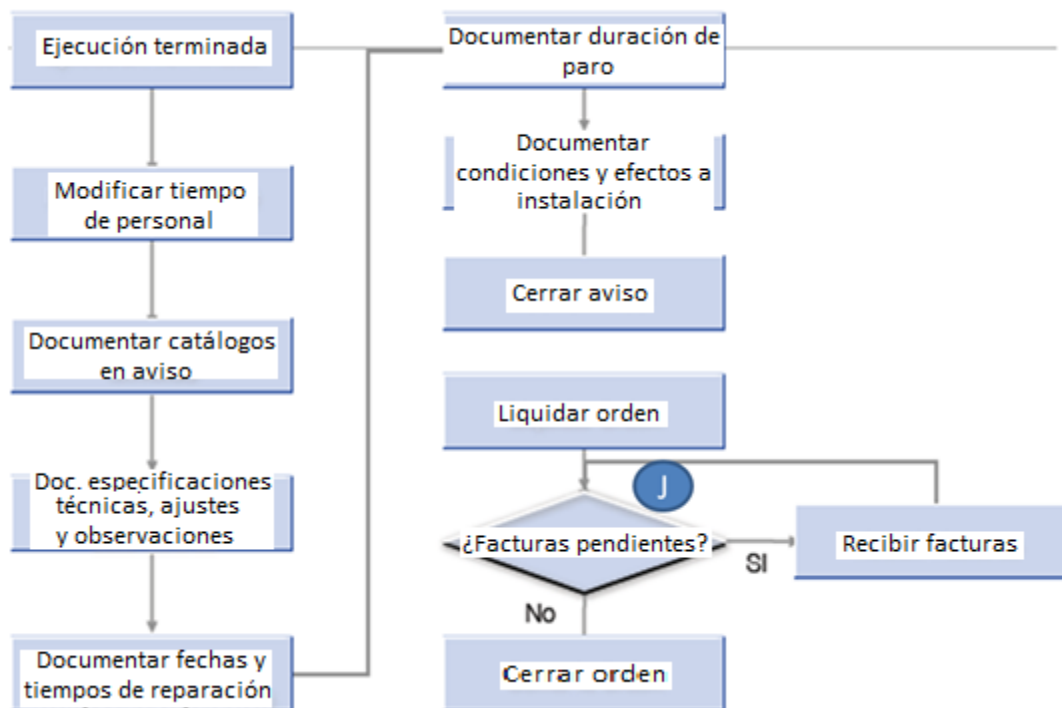 Ejecución terminada
Modificar tiempo
de personal
Documentar catálogos
en aviso
Doc. especificaciones
técnicas, ajustes
y observaciones
Documentar fechas y
tiempos de reparación
Documentar duración de
paro
Documentar
condiciones y efectos a
instalación
Cerrar aviso
Liquidar orden
J
¿Facturas pendientes?
SI
Recibir facturas
No
Cerrar orden